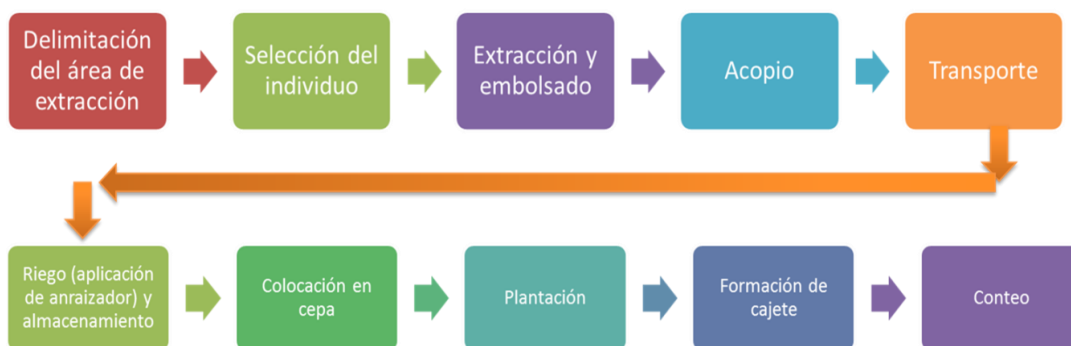 Delimitación
del área de
extracción
Selección del
individuo
Extracción y
embolsado
Acopio
Transporte
Riego (aplicación
de anraizador) y
almacenamiento
Colocación en
cepa
Plantación
Formación de
cajete
Conteo